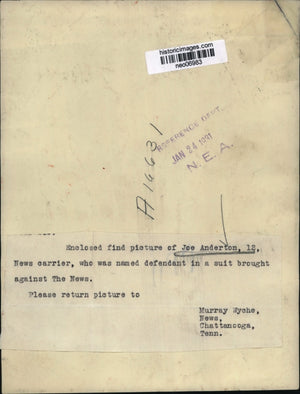 historicimages.com
neo06983
REFERENCE DEPT.
JAN 24 1931
N. E. A.
A16631
Enclosed find picture of Joe Anderton, 12,
News carrier, who was named defendant in a suit brought
against The News.
Please return picture to
Murray Wyche,
News,
Chattanooga,
Tenn.